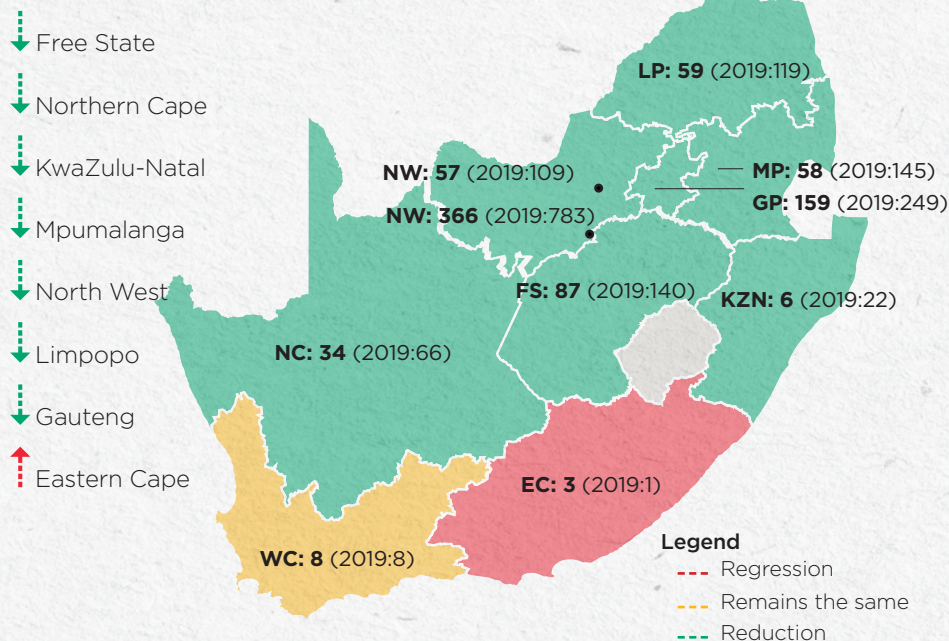 Free State
Northern Cape
KwaZulu-Natal
Mpumalanga
North West
Limpopo
Gauteng
Eastern Cape
LP: 59 (2019:119)
NW: 57 (2019:109)
MP: 58 (2019:145)
GP: 159 (2019:249)
NW: 366 (2019:783)
FS: 87 (2019:140)
KZN: 6 (2019:22)
NC: 34 (2019:66)
EC: 3 (2019:1)
WC: 8 (2019:8)
Legend
Regression
Remains the same
Reduction